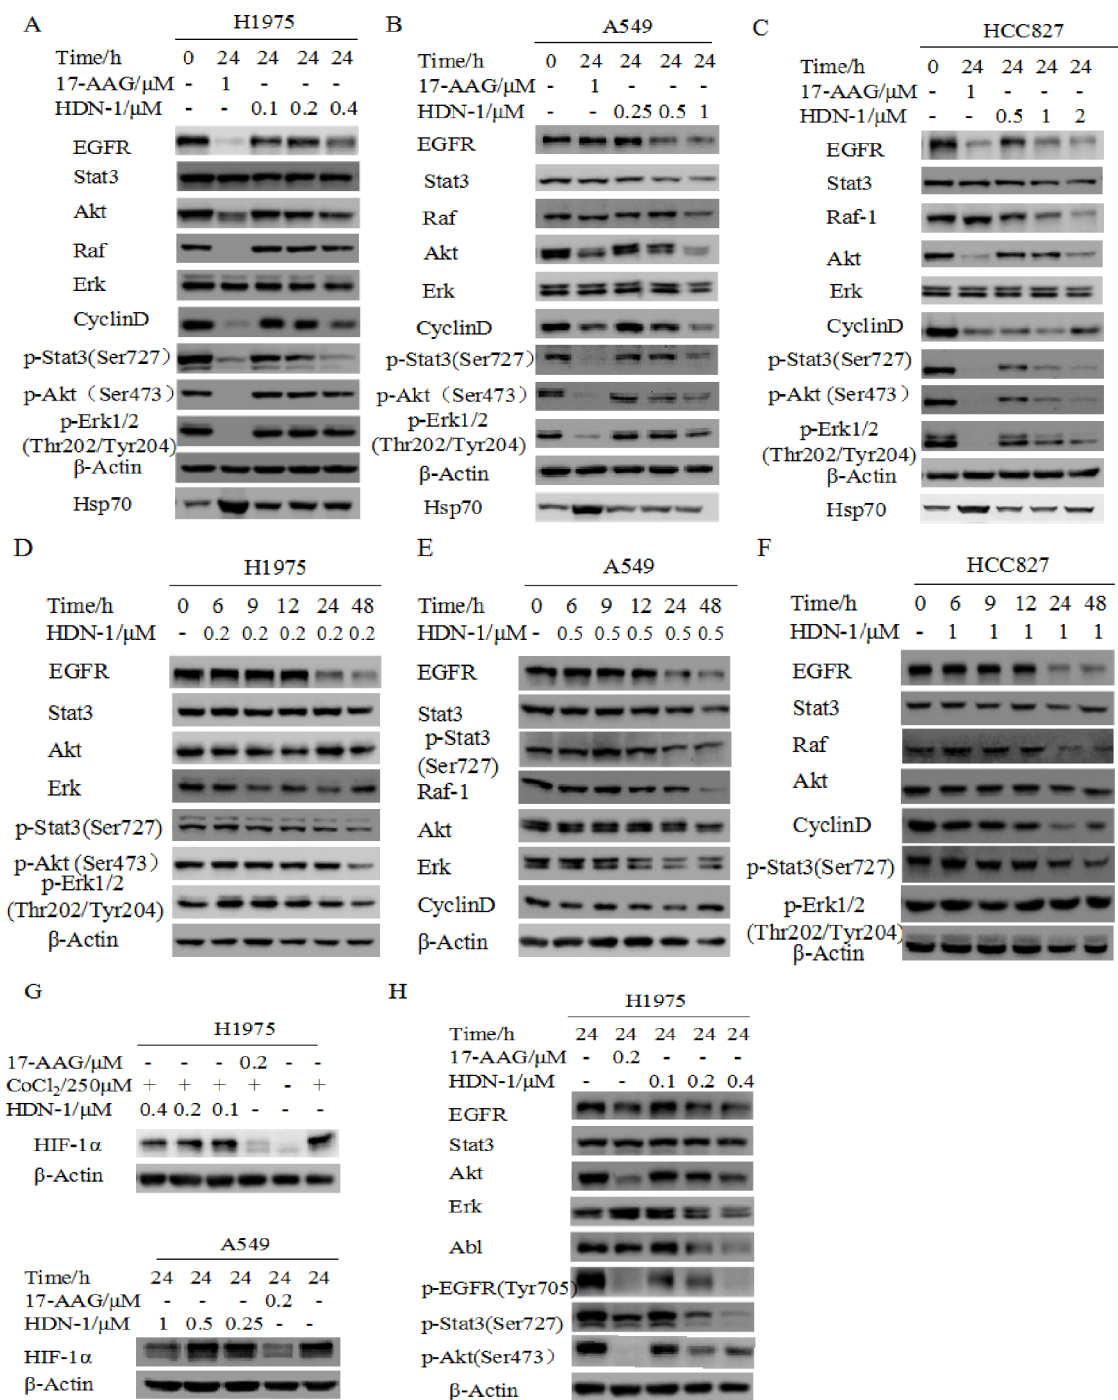 A
H1975
Time/h 0 24 24 24 24
17-AAG/μM - 1 - - -
HDN-1/μM - - 0.1 0.2 0.4
EGFR
Stat3
Akt
Raf
Erk
CyclinD
p-Stat3(Ser727)
p-Akt（Ser473）
p-Erk1/2
(Thr202/Tyr204)
β-Actin
Hsp70
B
A549
Time/h 0 24 24 24 24
17-AAG/μM - 1 - - -
HDN-1/μM - - 0.25 0.5 1
EGFR
Stat3
Raf
Akt
Erk
CyclinD
p-Stat3(Ser727)
p-Akt（Ser473）
p-Erk1/2
(Thr202/Tyr204)
β-Actin
Hsp70
C
HCC827
Time/h 0 24 24 24 24
17-AAG/μM - 1 - - -
HDN-1/μM - - 0.5 1 2
EGFR
Stat3
Raf-1
Akt
Erk
CyclinD
p-Stat3(Ser727)
p-Akt (Ser473）
p-Erk1/2
(Thr202/Tyr204)
β-Actin
Hsp70
D
H1975
Time/h 0 6 9 12 24 48
HDN-1/μM - 0.2 0.2 0.2 0.2 0.2
EGFR
Stat3
Akt
Erk
p-Stat3(Ser727)
p-Akt (Ser473）
p-Erk1/2
(Thr202/Tyr204)
β-Actin
E
A549
Time/h 0 6 9 12 24 48
HDN-1/μM - 0.5 0.5 0.5 0.5 0.5
EGFR
Stat3
p-Stat3
(Ser727)
Raf-1
Akt
Erk
CyclinD
β-Actin
F
HCC827
Time/h 0 6 9 12 24 48
HDN-1/μM - 1 1 1 1 1
EGFR
Stat3
Raf
Akt
CyclinD
p-Stat3(Ser727)
p-Erk1/2
(Thr202/Tyr204)
β-Actin
G
H1975
17-AAG/μM - - - 0.2 - -
CoCl₂/250μM + + + + - +
HDN-1/μM 0.4 0.2 0.1 - - -
HIF-1α
β-Actin
A549
Time/h 24 24 24 24 24
17-AAG/μM - - - 0.2 -
HDN-1/μM 1 0.5 0.25 - -
HIF-1α
β-Actin
H
H1975
Time/h 24 24 24 24 24
17-AAG/μM - 0.2 - - -
HDN-1/μM - - 0.1 0.2 0.4
EGFR
Stat3
Akt
Erk
Abl
p-EGFR(Tyr705)
p-Stat3(Ser727)
p-Akt(Ser473）
β-Actin